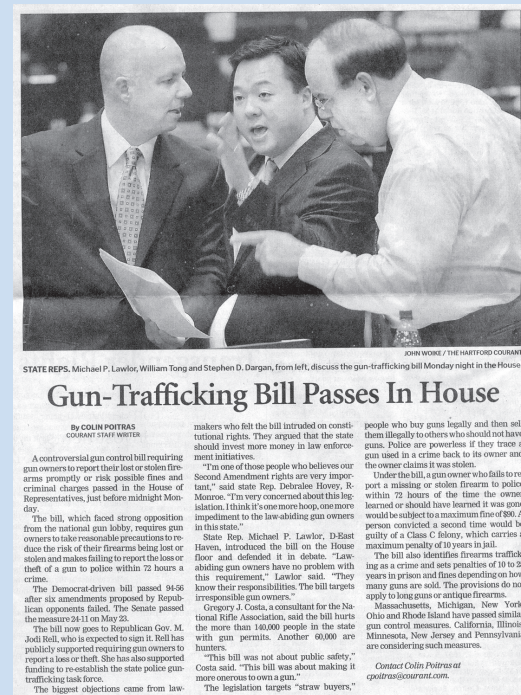 JOHN WOIKE / THE HARTFORD COURANT
STATE REPS. Michael P. Lawlor, William Tong and Stephen D. Dargan, from left, discuss the gun-trafficking bill Monday night in the House
Gun-Trafficking Bill Passes In House
By COLIN POITRAS
COURANT STAFF WRITER
A controversial gun control bill requiring
gun owners to report their lost or stolen fire-
arms promptly or risk possible fines and
criminal charges passed in the House of
Representatives, just before midnight Mon-
day.
The bill, which faced strong opposition
from the national gun lobby, requires gun
owners to take reasonable precautions to re-
duce the risk of their firearms being lost or
stolen and makes failing to report the loss or
theft of a gun to police within 72 hours a
crime.
The Democrat-driven bill passed 94-56
after six amendments proposed by Repub-
lican opponents failed. The Senate passed
the measure 24-11 on May 23.
The bill now goes to Republican Gov. M.
Jodi Rell, who is expected to sign it. Rell has
publicly supported requiring gun owners to
report a loss or theft. She has also supported
funding to re-establish the state police gun-
trafficking task force.
The biggest objections came from law-
makers who felt the bill intruded on consti-
tutional rights. They argued that the state
should invest more money in law enforce-
ment initiatives.
"I'm one of those people who believes our
Second Amendment rights are very impor-
tant," said state Rep. Debralee Hovey, R-
Monroe. "I'm very concerned about this leg-
islation. I think it's one more hoop, one more
impediment to the law-abiding gun owners
in this state."
State Rep. Michael P. Lawlor, D-East
Haven, introduced the bill on the House
floor and defended it in debate. "Law-
abiding gun owners have no problem with
this requirement," Lawlor said. "They
know their responsibilities. The bill targets
irresponsible gun owners."
Gregory J. Costa, a consultant for the Na-
tional Rifle Association, said the bill hurts
the more than 140,000 people in the state
with gun permits. Another 60,000 are
hunters.
"This bill was not about public safety,"
Costa said. "This bill was about making it
more onerous to own a gun."
The legislation targets "straw buyers,"
people who buy guns legally and then sell
them illegally to others who should not have
guns. Police are powerless if they trace a
gun used in a crime back to its owner and
the owner claims it was stolen.
Under the bill, a gun owner who fails to re-
port a missing or stolen firearm to police
within 72 hours of the time the owner
learned or should have learned it was gone
would be subject to a maximum fine of $90. A
person convicted a second time would be
guilty of a Class C felony, which carries a
maximum penalty of 10 years in jail.
The bill also identifies firearms traffick-
ing as a crime and sets penalties of 10 to 2
years in prison and fines depending on how
many guns are sold. The provisions do not
apply to long guns or antique firearms.
Massachusetts, Michigan, New York,
Ohio and Rhode Island have passed similar
gun control measures. California, Illinois,
Minnesota, New Jersey and Pennsylvania
are considering such measures.
Contact Colin Poitras at
cpoitras@courant.com.